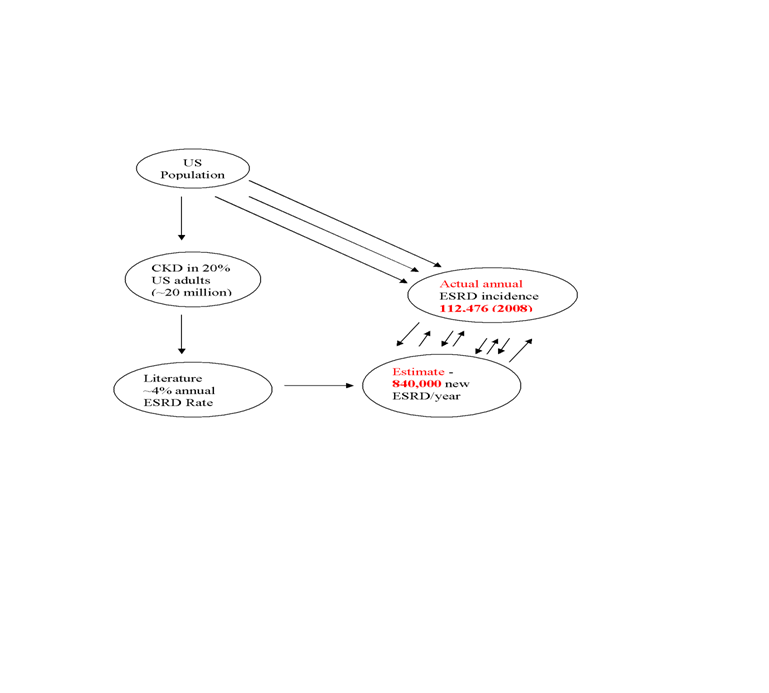 US
Population
CKD in 20%
US adults
(~20 million)
Actual annual
ESRD incidence
112,476 (2008)
Literature
~4% annual
ESRD Rate
Estimate -
840,000 new
ESRD/year